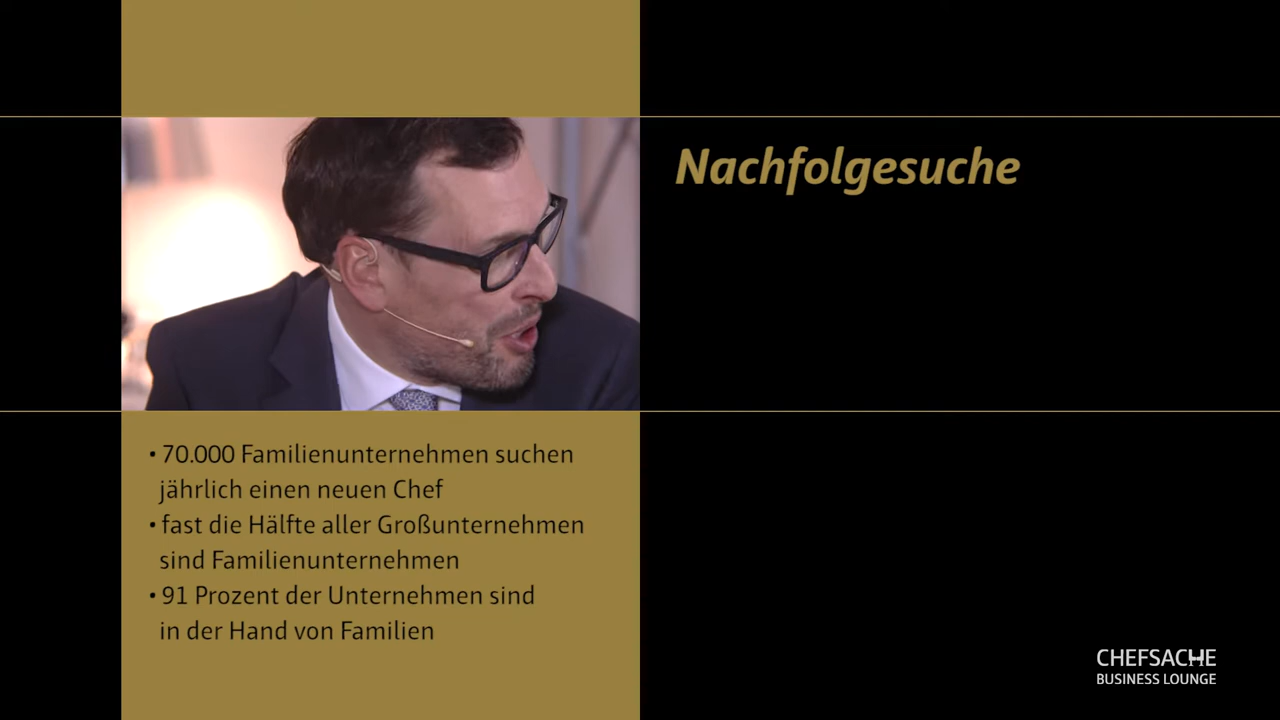 Nachfolgesuche
• 70.000 Familienunternehmen suchen
jährlich einen neuen Chef
• fast die Hälfte aller Großunternehmen
sind Familienunternehmen
• 91 Prozent der Unternehmen sind
in der Hand von Familien
CHEFSACHE
BUSINESS LOUNGE